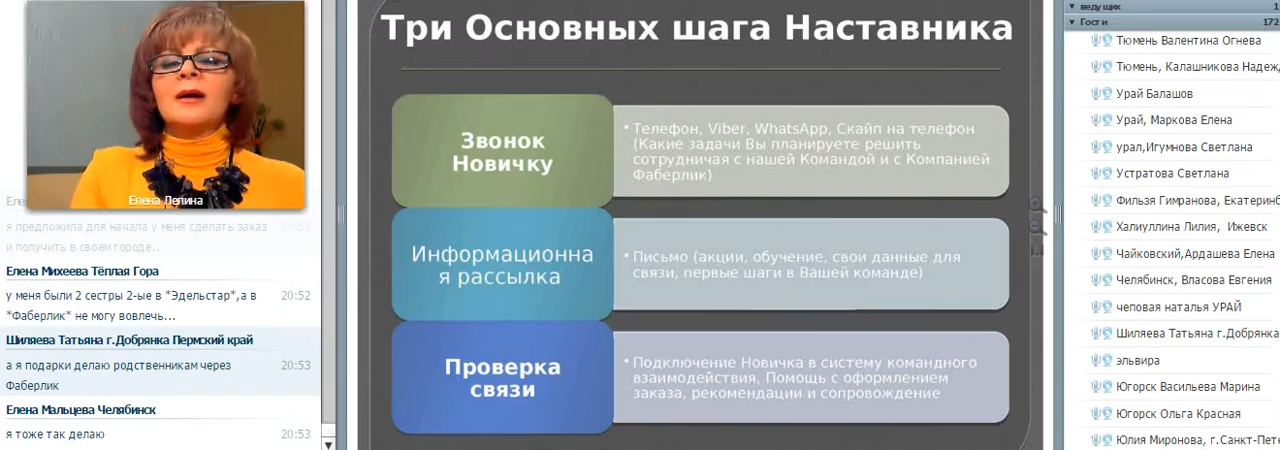 Елена Лепина
я предложила для начала у меня сделать заказ
и получить в своем городе..
20:52
Елена Михеева Тёплая Гора
у меня были 2 сестры 2-ые в *Эдельстар*,а в 20:52
*Фаберлик* не могу вовлечь...
Шиляева Татьяна г.Добрянка Пермский край
а я подарки делаю родственникам через 20:53
Фаберлик
Елена Мальцева Челябинск
я тоже так делаю 20:53
Три Основных шага Наставника
Звонок
Новичку
• Телефон, Viber, WhatsApp, Скайп на телефон
(Какие задачи Вы планируете решить
сотрудничая с нашей Командой и с Компанией
Фаберлик)
Информационна
я рассылка
• Письмо (акции, обучение, свои данные для
связи, первые шаги в Вашей команде)
Проверка
связи
• Подключение Новичка в систему командного
взаимодействия, Помощь с оформлением
заказа, рекомендации и сопровождение
ведущих 1
Гости 172
Тюмень Валентина Огнева
Тюмень, Калашникова Надеж,
Урай Балашов
Урай, Маркова Елена
урал,Игумнова Светлана
Устратова Светлана
Фильзя Гимранова, Екатеринб
Халиуллина Лилия, Ижевск
Чайковский,Ардашева Елена
Челябинск, Власова Евгения
чеповая наталья УРАЙ
Шиляева Татьяна г.Добрянка
эльвира
Югорск Васильева Марина
Югорск Ольга Красная
Юлия Миронова, г.Санкт-Пете